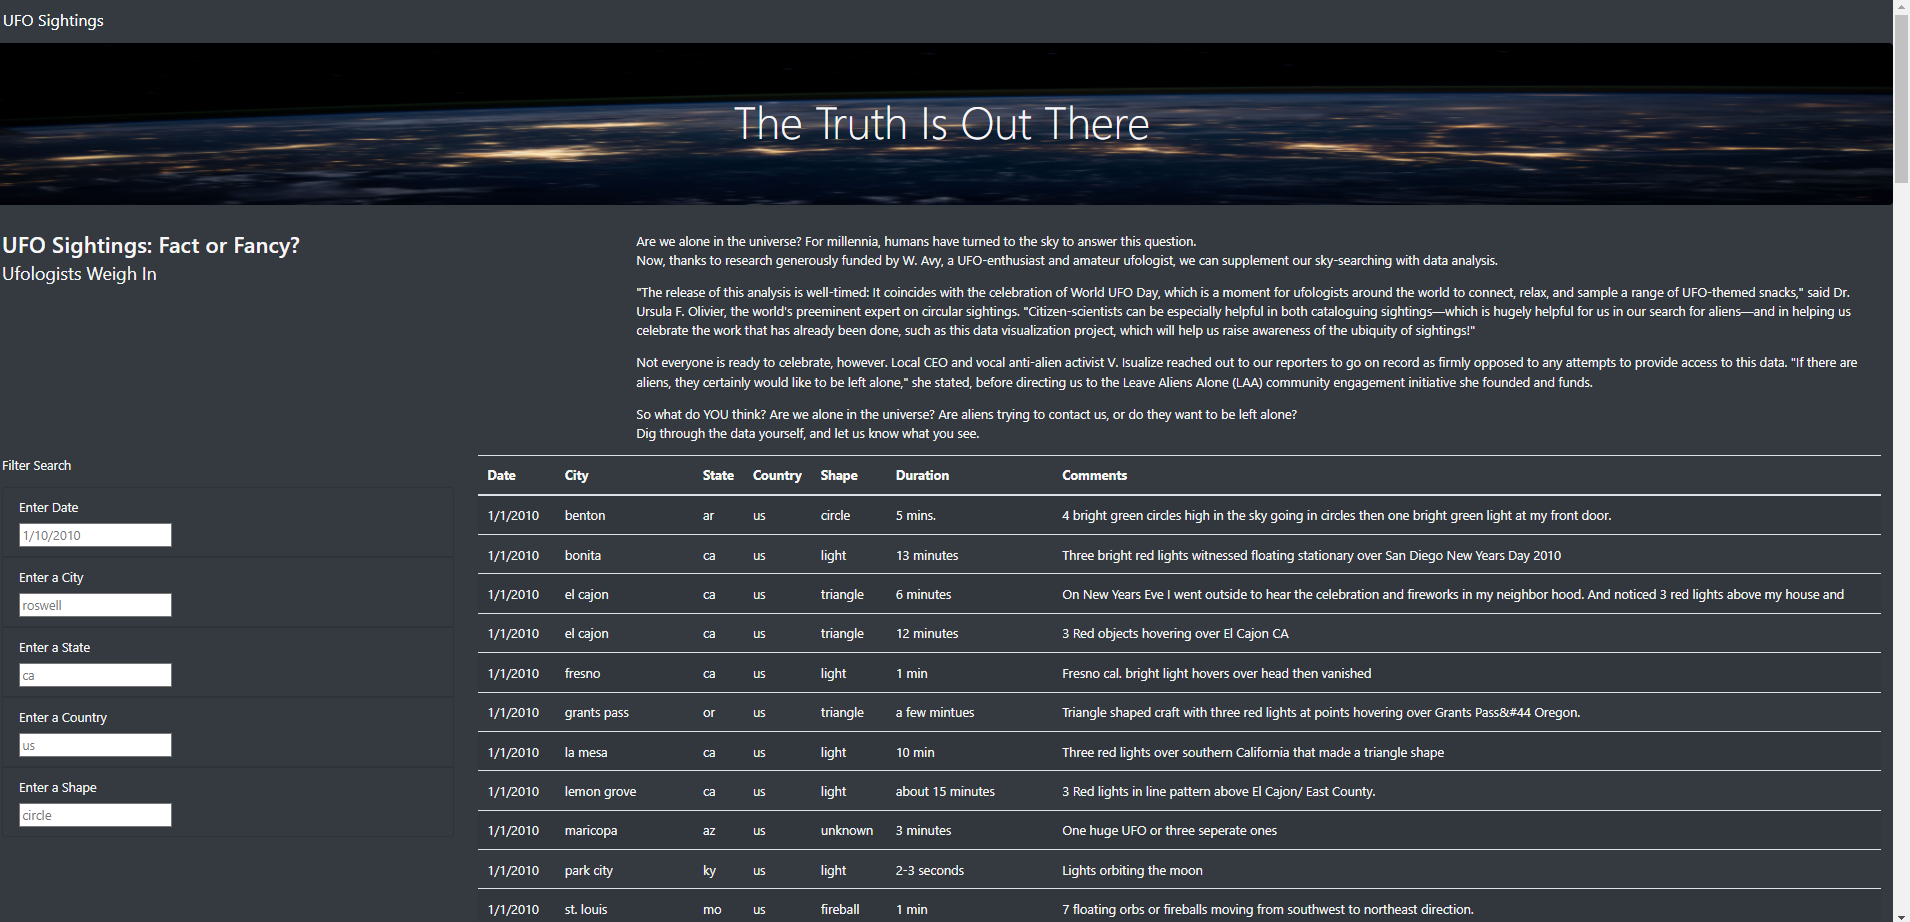 UFO Sightings
The Truth Is Out There
UFO Sightings: Fact or Fancy?
Ufologists Weigh In
Are we alone in the universe? For millennia, humans have turned to the sky to answer this question.
Now, thanks to research generously funded by W. Avy, a UFO-enthusiast and amateur ufologist, we can supplement our sky-searching with data analysis.
"The release of this analysis is well-timed: It coincides with the celebration of World UFO Day, which is a moment for ufologists around the world to connect, relax, and sample a range of UFO-themed snacks," said Dr.
Ursula F. Olivier, the world's preeminent expert on circular sightings. "Citizen-scientists can be especially helpful in both cataloguing sightings—which is hugely helpful for us in our search for aliens—and in helping us
celebrate the work that has already been done, such as this data visualization project, which will help us raise awareness of the ubiquity of sightings!"
Not everyone is ready to celebrate, however. Local CEO and vocal anti-alien activist V. Isualize reached out to our reporters to go on record as firmly opposed to any attempts to provide access to this data. "If there are
aliens, they certainly would like to be left alone," she stated, before directing us to the Leave Aliens Alone (LAA) community engagement initiative she founded and funds.
So what do YOU think? Are we alone in the universe? Are aliens trying to contact us, or do they want to be left alone?
Dig through the data yourself, and let us know what you see.
Filter Search
Enter Date
1/10/2010
Enter a City
roswell
Enter a State
ca
Enter a Country
us
Enter a Shape
circle
Date City State Country Shape Duration Comments
1/1/2010 benton ar us circle 5 mins. 4 bright green circles high in the sky going in circles then one bright green light at my front door.
1/1/2010 bonita ca us light 13 minutes Three bright red lights witnessed floating stationary over San Diego New Years Day 2010
1/1/2010 el cajon ca us triangle 6 minutes On New Years Eve I went outside to hear the celebration and fireworks in my neighbor hood. And noticed 3 red lights above my house and
1/1/2010 el cajon ca us triangle 12 minutes 3 Red objects hovering over El Cajon CA
1/1/2010 fresno ca us light 1 min Fresno cal. bright light hovers over head then vanished
1/1/2010 grants pass or us triangle a few mintues Triangle shaped craft with three red lights at points hovering over Grants Pass&#44 Oregon.
1/1/2010 la mesa ca us light 10 min Three red lights over southern California that made a triangle shape
1/1/2010 lemon grove ca us light about 15 minutes 3 Red lights in line pattern above El Cajon/ East County.
1/1/2010 maricopa az us unknown 3 minutes One huge UFO or three seperate ones
1/1/2010 park city ky us light 2-3 seconds Lights orbiting the moon
1/1/2010 st. louis mo us fireball 1 min 7 floating orbs or fireballs moving from southwest to northeast direction.